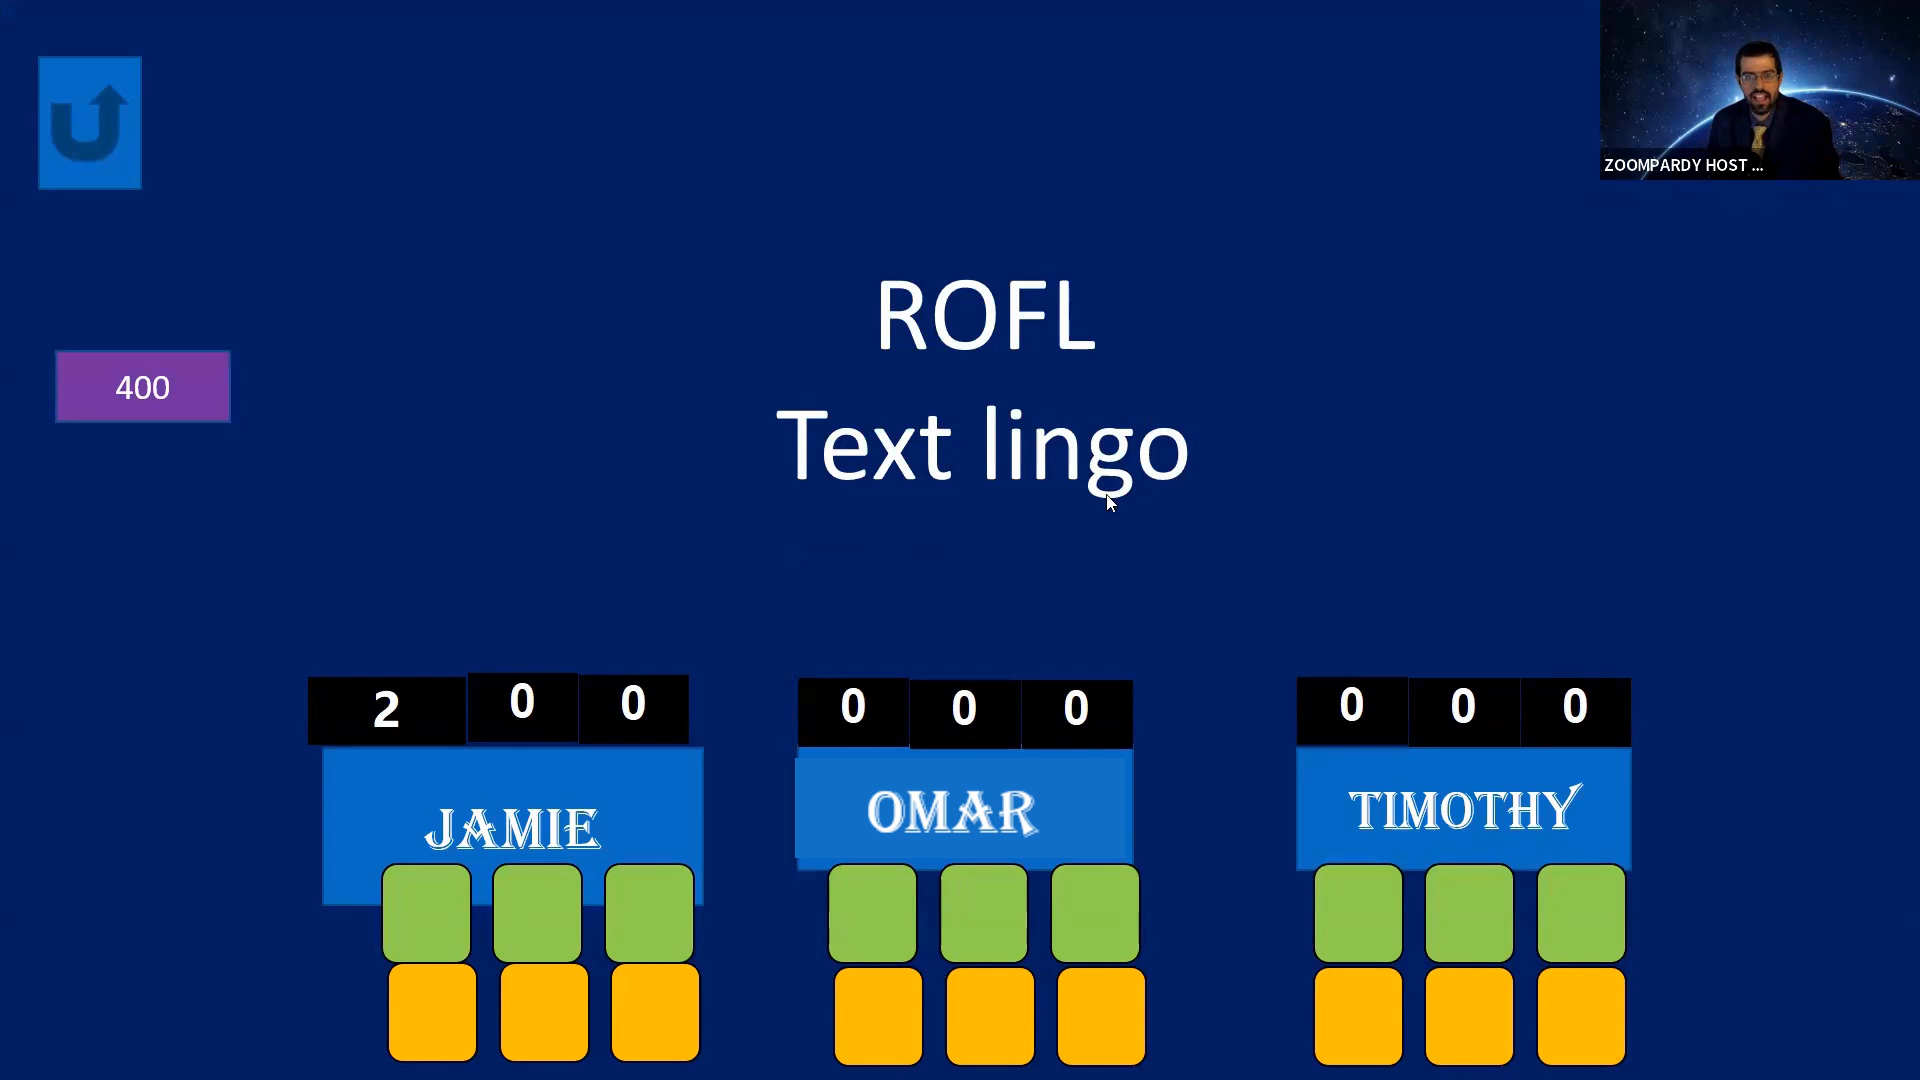 ZOOMPARDY HOST ...
ROFL
400
Text lingo
2 0 0
0 0 0
0 0 0
JAMIE
OMAR
TIMOTHY